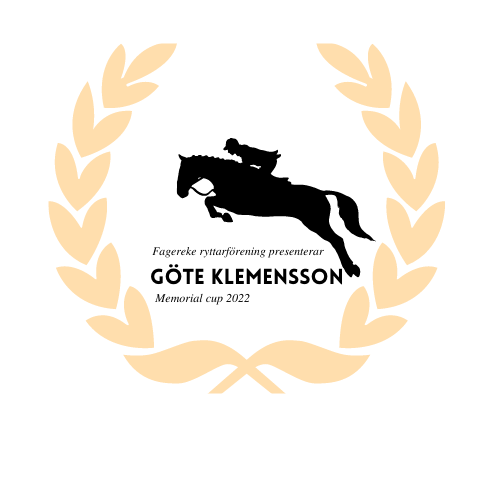 Fagereke ryttarförening presenterar
GÖTE KLEMENSSON
Memorial cup 2022